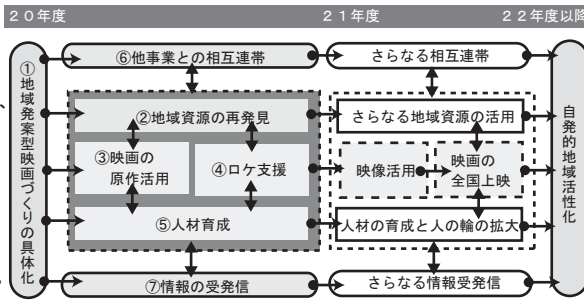 20年度
21年度
22年度以降
①地域発案型映画づくりの具体化
⑥他事業との相互連帯
さらなる相互連帯
②地域資源の再発見
さらなる地域資源の活用
③映画の
原作活用
④ロケ支援
映像活用
映画の
全国上映
⑤人材育成
人材の育成と人の輪の拡大
⑦情報の受発信
さらなる情報受発信
自発的地域活性化